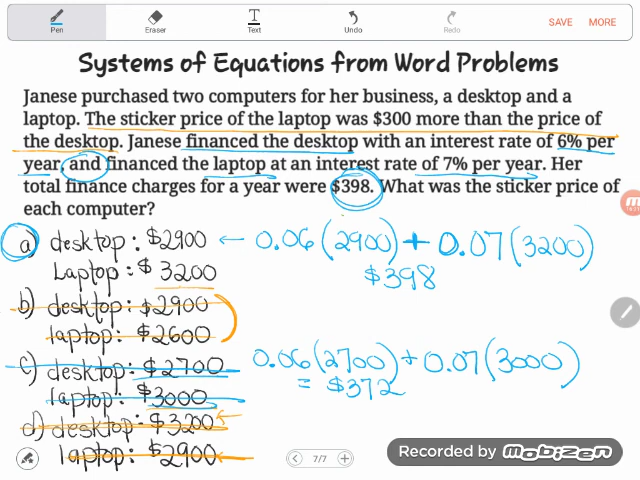 Pen Eraser Text Undo Redo SAVE MORE
Systems of Equations from Word Problems
Janese purchased two computers for her business, a desktop and a
laptop. The sticker price of the laptop was $300 more than the price of
the desktop. Janese financed the desktop with an interest rate of 6% per
year, and financed the laptop at an interest rate of 7% per year. Her
total finance charges for a year were $398. What was the sticker price of
each computer?
a) desktop: $2900 ← 0.06 (2900) + 0.07 (3200)
Laptop: $ 3200 $398
b) desktop: $2900
laptop: $2600
c) desktop: $2700 0.06 (2700) + 0.07 (3000)
laptop: $3000 = $372
d) desktop: $3200
laptop: $2900
7/7
Recorded by Mobizen